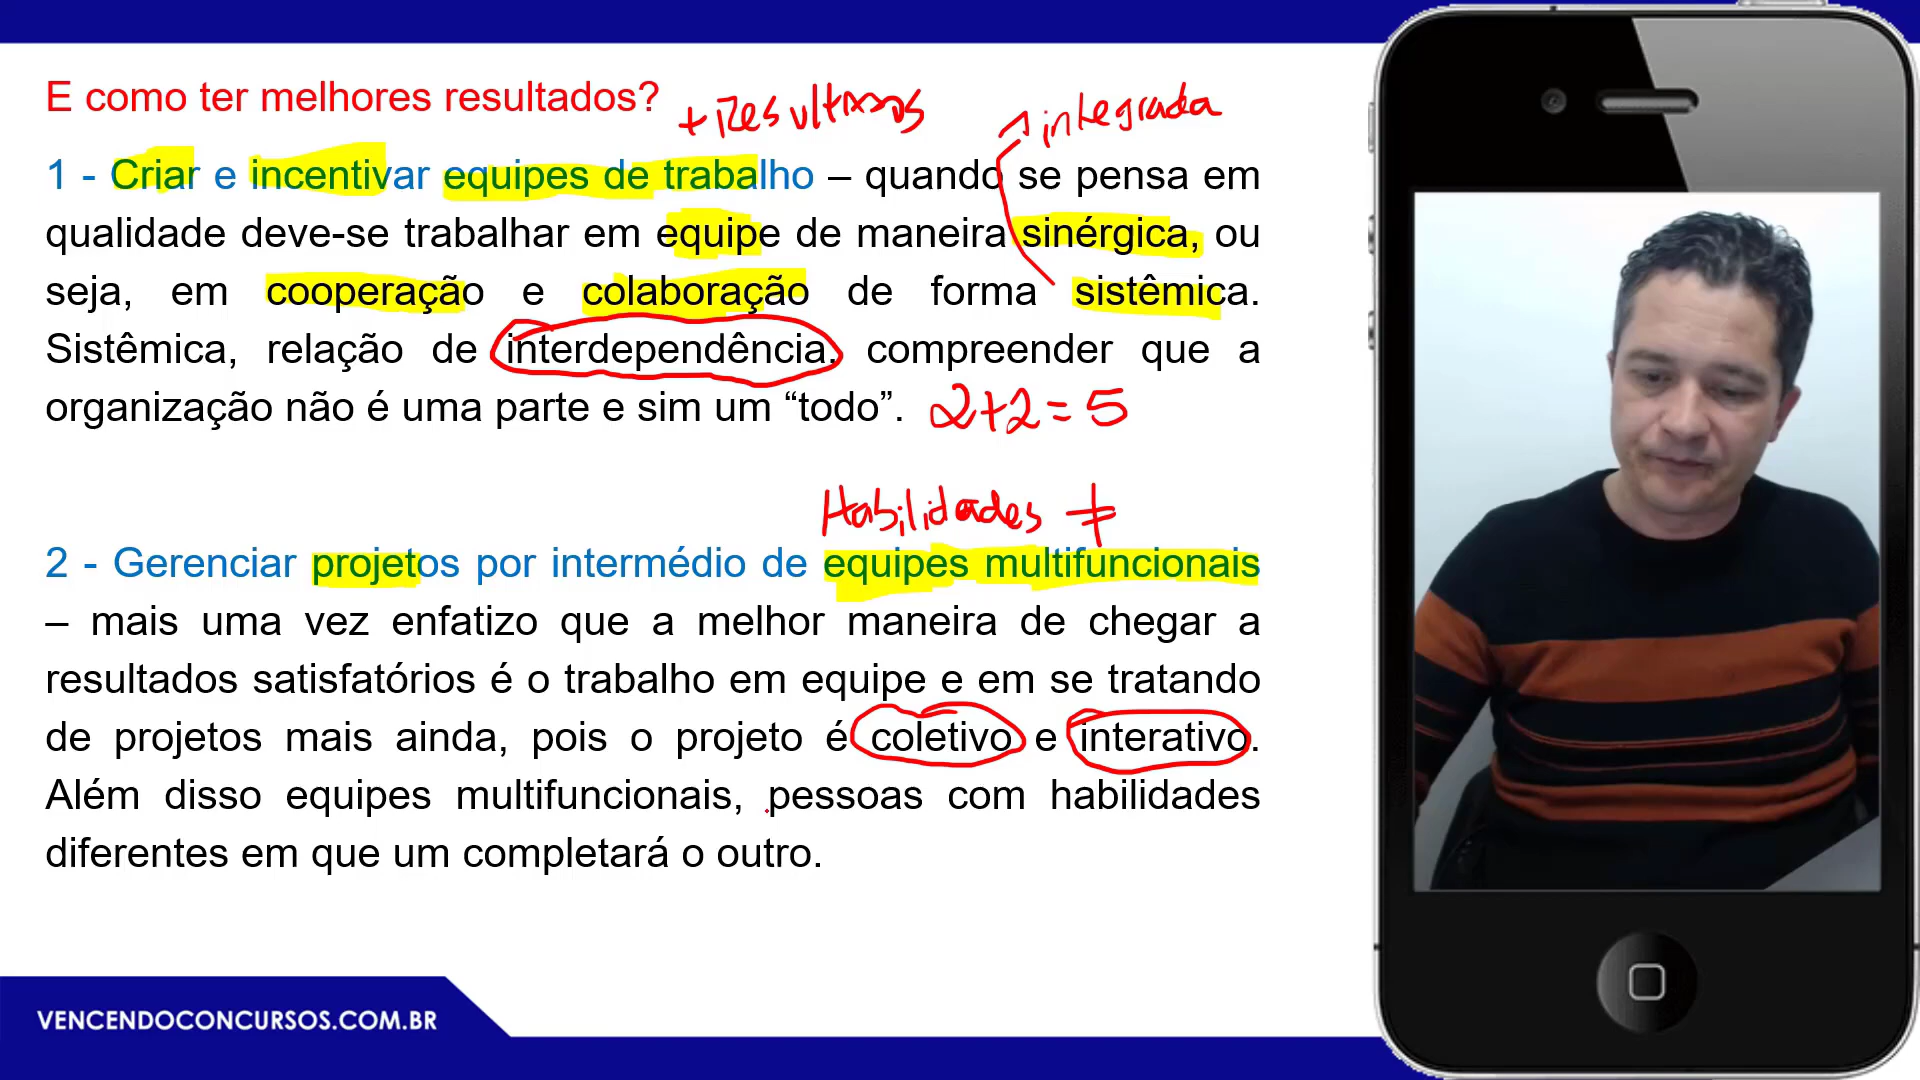 E como ter melhores resultados?
+ Resultados
integrada
1 - Criar e incentivar equipes de trabalho – quando se pensa em
qualidade deve-se trabalhar em equipe de maneira sinérgica, ou
seja, em cooperação e colaboração de forma sistêmica.
Sistêmica, relação de interdependência, compreender que a
organização não é uma parte e sim um “todo”.
2+2=5
Habilidades ≠
2 - Gerenciar projetos por intermédio de equipes multifuncionais
– mais uma vez enfatizo que a melhor maneira de chegar a
resultados satisfatórios é o trabalho em equipe e em se tratando
de projetos mais ainda, pois o projeto é coletivo e interativo.
Além disso equipes multifuncionais, pessoas com habilidades
diferentes em que um completará o outro.
VENCENDOCONCURSOS.COM.BR